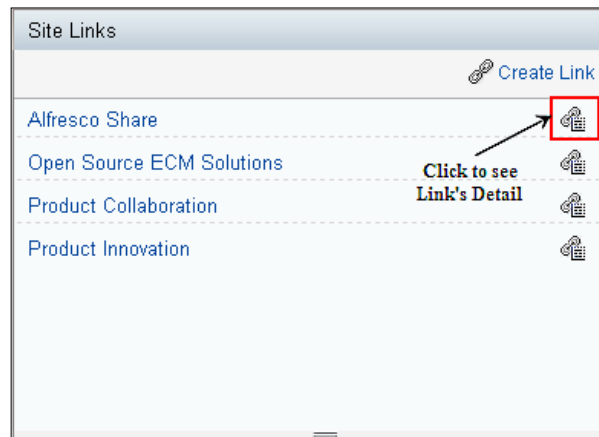 Site Links
Create Link
Alfresco Share
Open Source ECM Solutions
Click to see
Link's Detail
Product Collaboration
Product Innovation